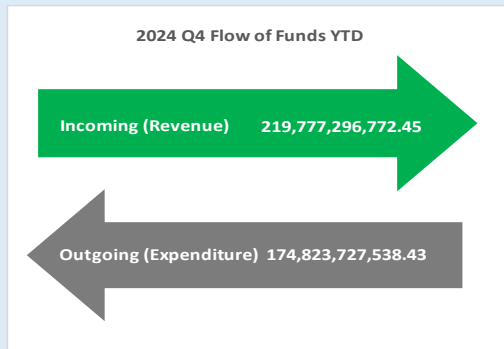 2024 Q4 Flow of Funds YTD
Incoming (Revenue) 219,777,296,772.45
Outgoing (Expenditure) 174,823,727,538.43